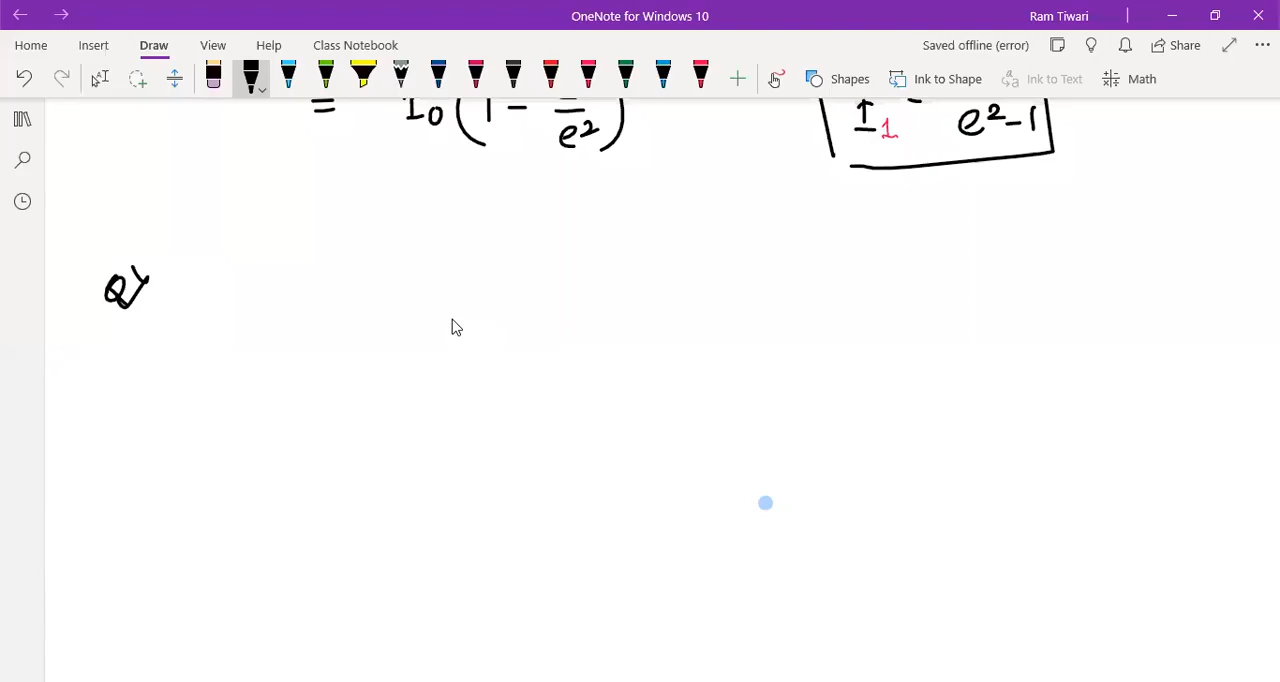 OneNote for Windows 10
Ram Tiwari
Home Insert Draw View Help Class Notebook
Saved offline (error) Share
Shapes Ink to Shape Ink to Text Math
= I0 (1 - — e²)
I1 e²-1
Q